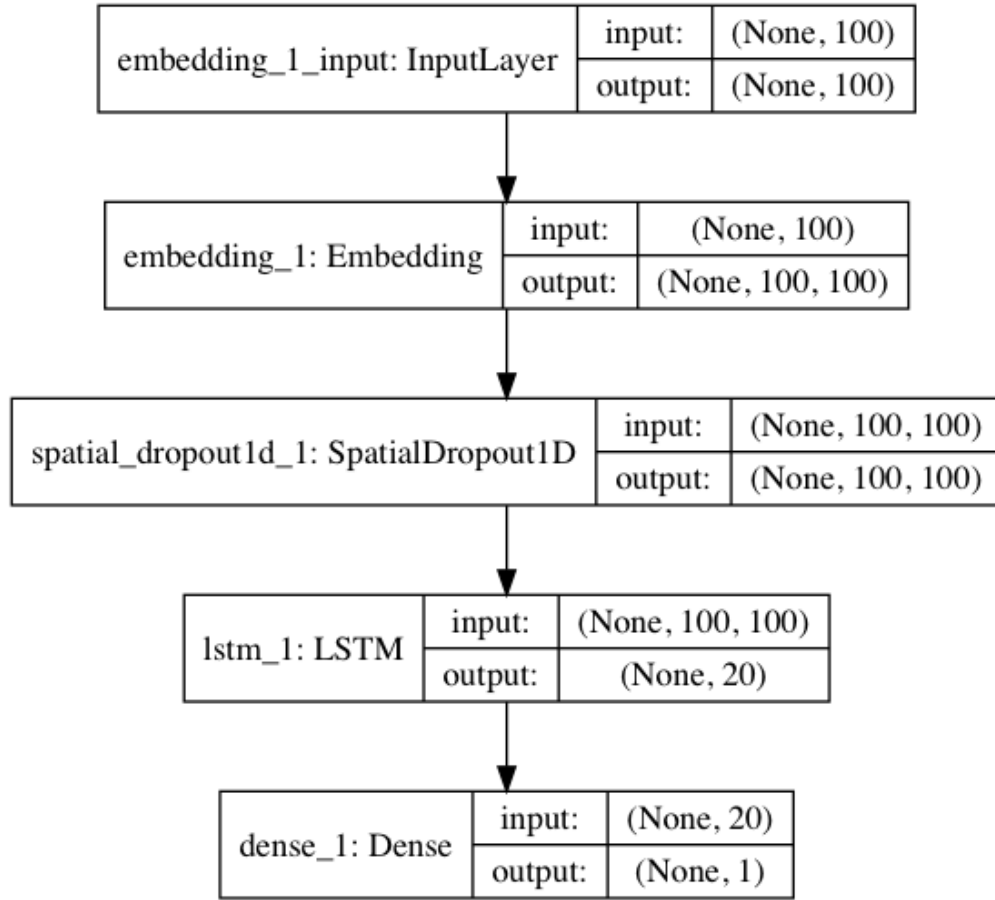 embedding_1_input: InputLayer
input: (None, 100)
output: (None, 100)
embedding_1: Embedding
input: (None, 100)
output: (None, 100, 100)
spatial_dropout1d_1: SpatialDropout1D
input: (None, 100, 100)
output: (None, 100, 100)
lstm_1: LSTM
input: (None, 100, 100)
output: (None, 20)
dense_1: Dense
input: (None, 20)
output: (None, 1)